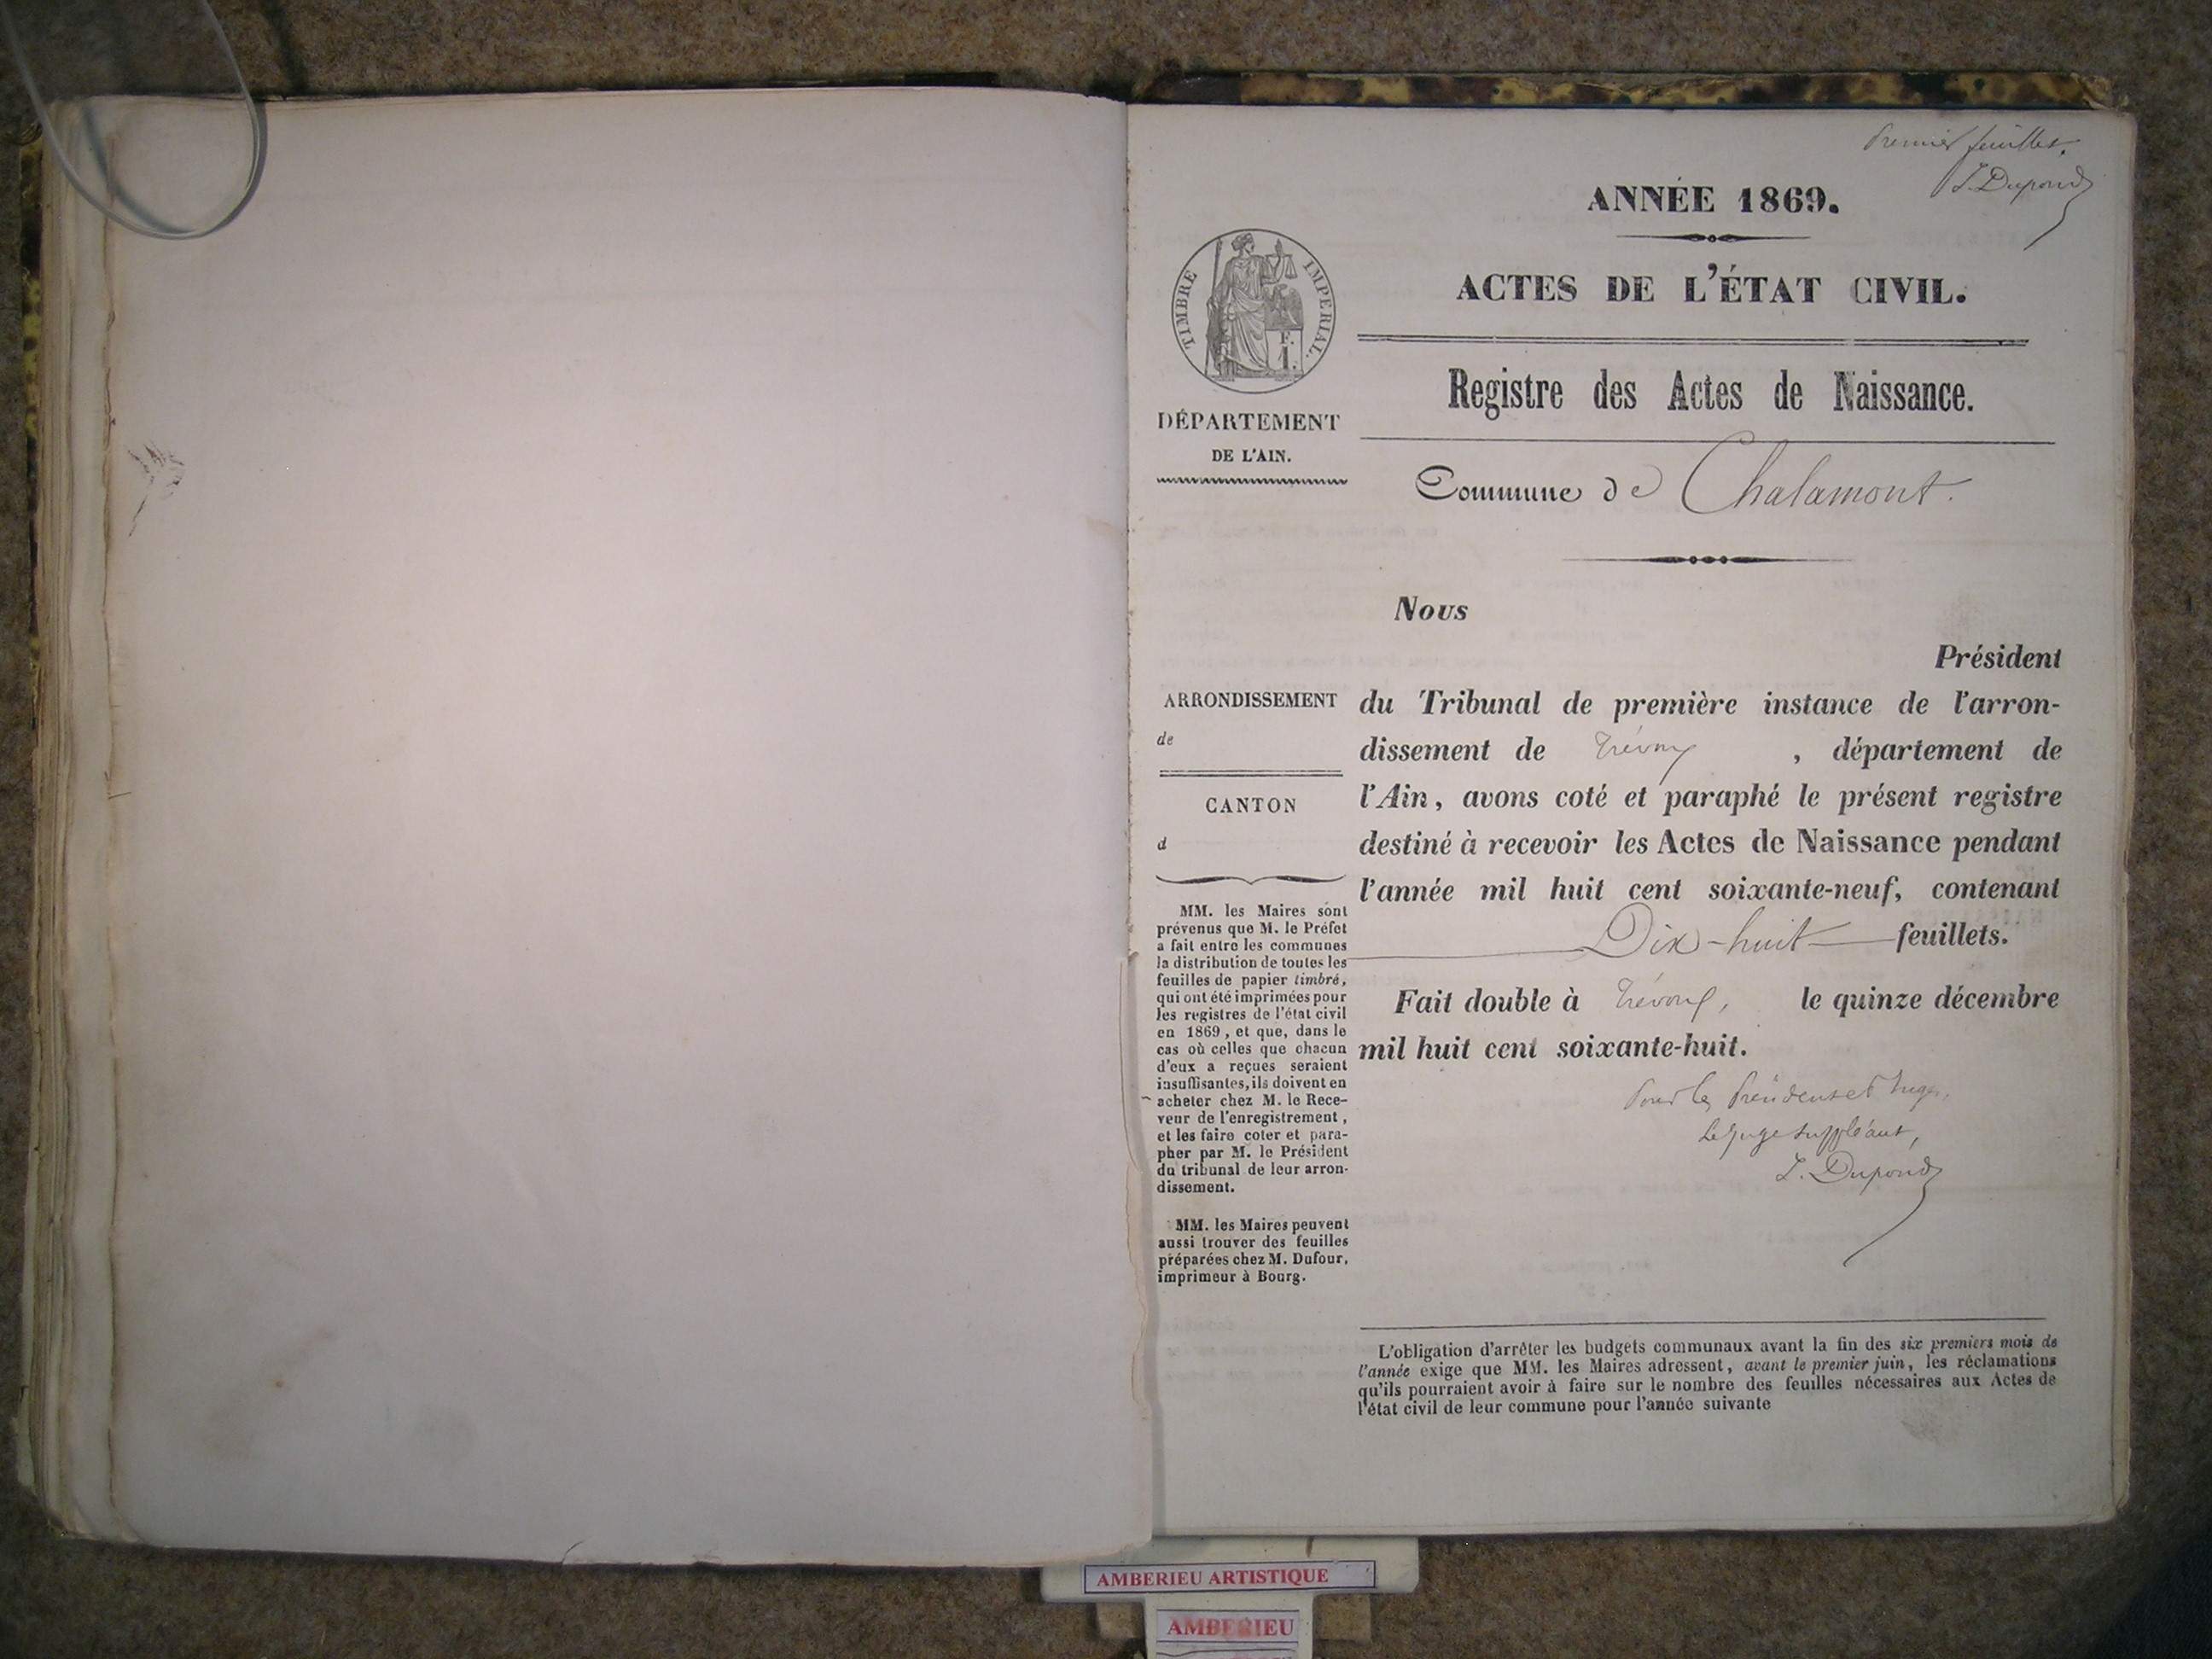 Premier feuillet.
J. Dupond
ANNÉE 1869.
ACTES DE L'ÉTAT CIVIL.
TIMBRE IMPERIAL.
F.
1.
DÉPARTEMENT
DE L'AIN.
Registre des Actes de Naissance.
Commune de Chalamont.
Nous
Président
du Tribunal de première instance de l'arron-
dissement de Trévoux, département de
l'Ain, avons coté et paraphé le présent registre
destiné à recevoir les Actes de Naissance pendant
l'année mil huit cent soixante-neuf, contenant
Dix-huit feuillets.
Fait double à Trévoux, le quinze décembre
mil huit cent soixante-huit.
Pour les Président et Juges,
Le Juge suppléant,
J. Dupond
ARRONDISSEMENT
de
CANTON
d
MM. les Maires sont
prévenus que M. le Préfet
a fait entre les communes
la distribution de toutes les
feuilles de papier timbré,
qui ont été imprimées pour
les registres de l'état civil
en 1869, et que, dans le
cas où celles que chacun
d'eux a reçues seraient
insuffisantes, ils doivent en
acheter chez M. le Rece-
veur de l'enregistrement,
et les faire coter et para-
pher par M. le Président
du tribunal de leur arron-
dissement.
MM. les Maires peuvent
aussi trouver des feuilles
préparées chez M. Dufour,
imprimeur à Bourg.
L'obligation d'arrêter les budgets communaux avant la fin des six premiers mois de
l'année exige que MM. les Maires adressent, avant le premier juin, les réclamations
qu'ils pourraient avoir à faire sur le nombre des feuilles nécessaires aux Actes de
l'état civil de leur commune pour l'année suivante
AMBERIEU ARTISTIQUE
AMBERIEU